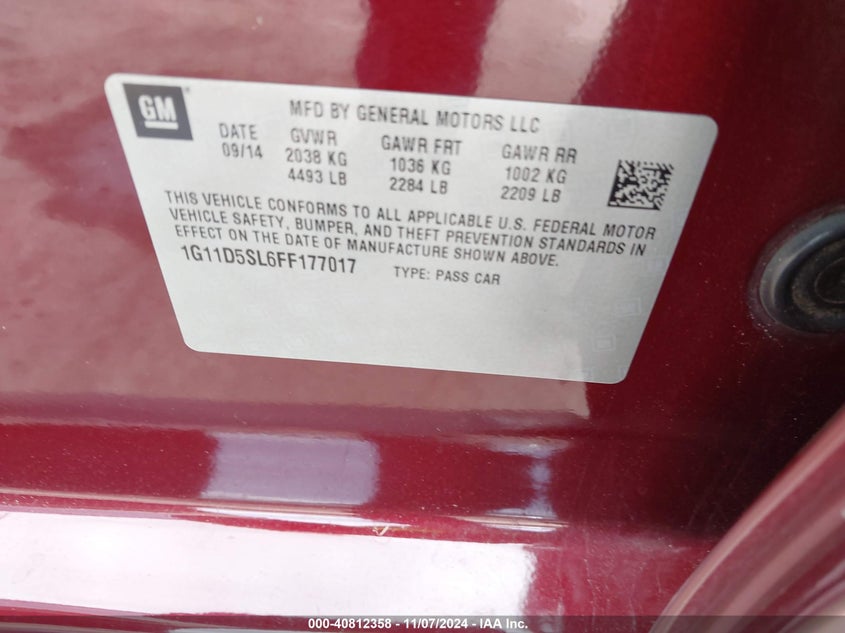 GM
MFD BY GENERAL MOTORS LLC
DATE GVWR GAWR FRT GAWR RR
09/14 2038 KG 1036 KG 1002 KG
4493 LB 2284 LB 2209 LB
THIS VEHICLE CONFORMS TO ALL APPLICABLE U.S. FEDERAL MOTOR
VEHICLE SAFETY, BUMPER, AND THEFT PREVENTION STANDARDS IN
EFFECT ON THE DATE OF MANUFACTURE SHOWN ABOVE.
1G11D5SL6FF177017 TYPE: PASS CAR
000-40812358 - 11/07/2024 - IAA Inc.